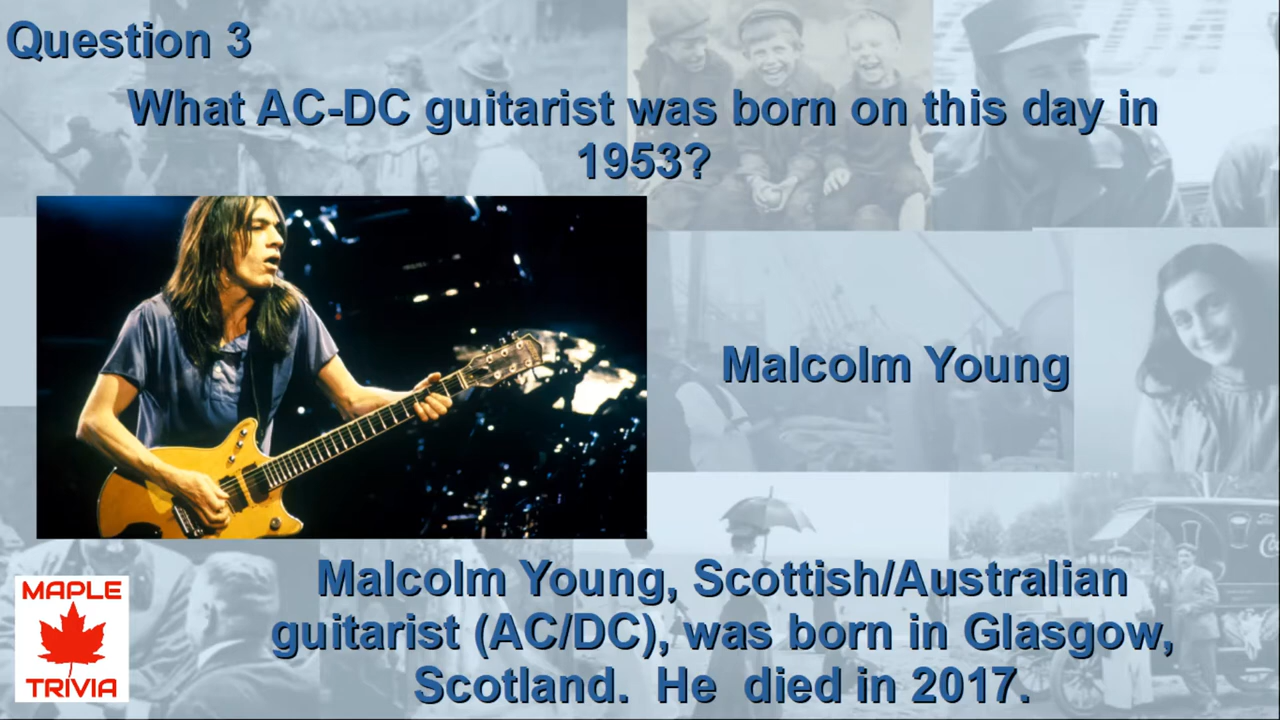 Question 3
What AC-DC guitarist was born on this day in
1953?
Malcolm Young
Malcolm Young, Scottish/Australian
guitarist (AC/DC), was born in Glasgow,
Scotland.  He  died in 2017.
MAPLE
TRIVIA